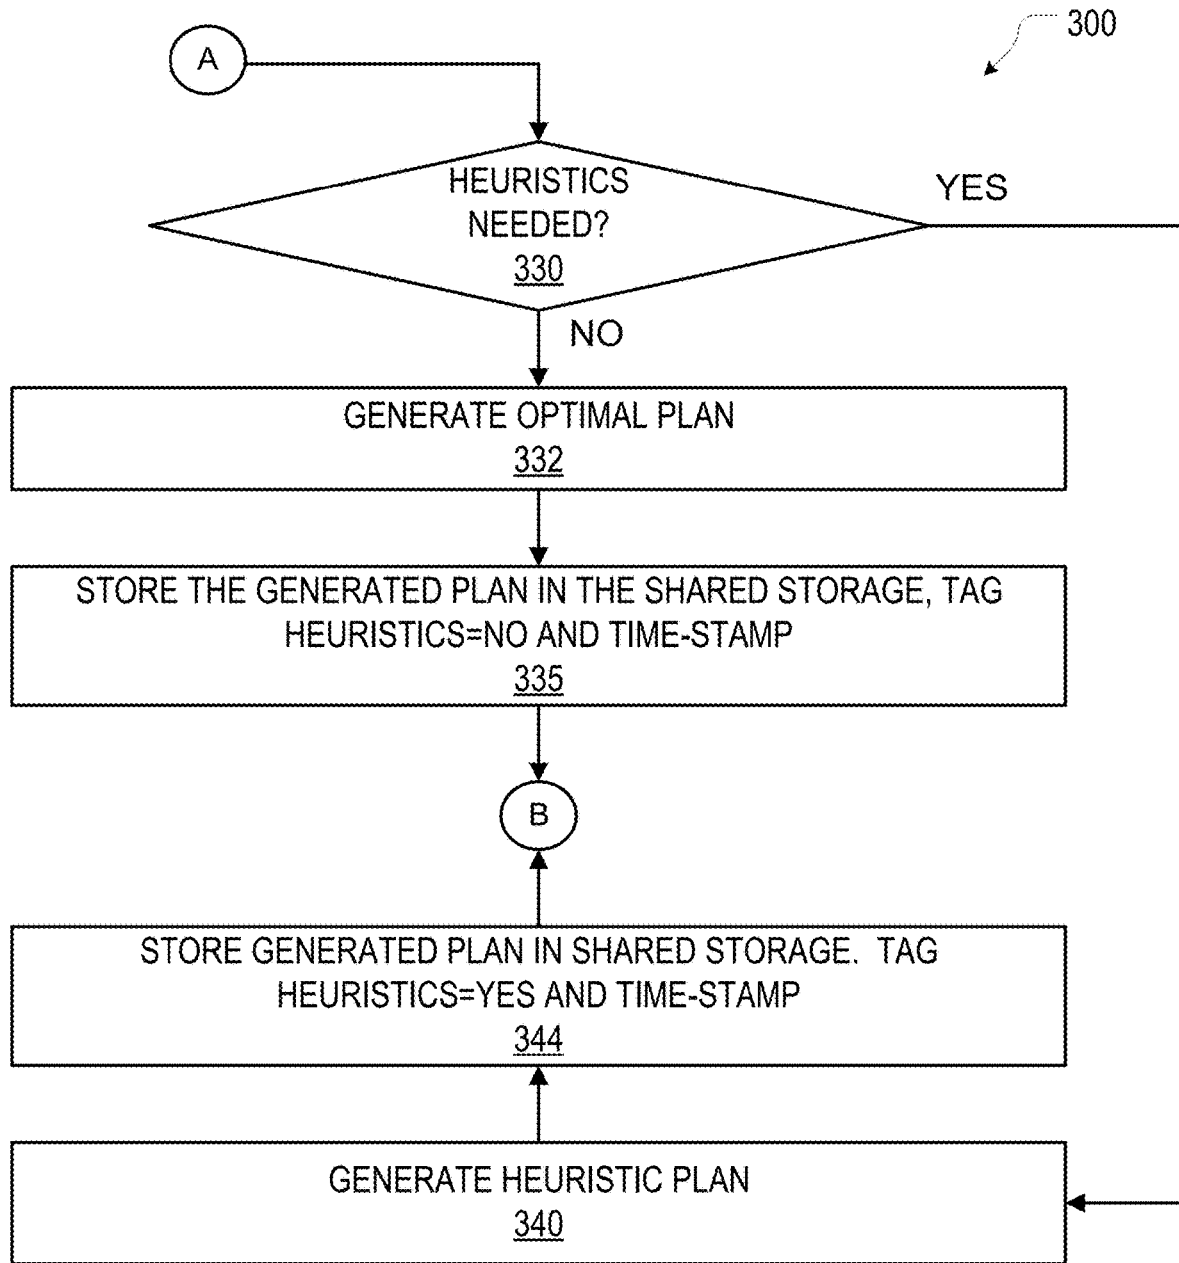 300
A
HEURISTICS
NEEDED?
330
YES
NO
GENERATE OPTIMAL PLAN
332
STORE THE GENERATED PLAN IN THE SHARED STORAGE, TAG
HEURISTICS=NO AND TIME-STAMP
335
B
STORE GENERATED PLAN IN SHARED STORAGE. TAG
HEURISTICS=YES AND TIME-STAMP
344
GENERATE HEURISTIC PLAN
340